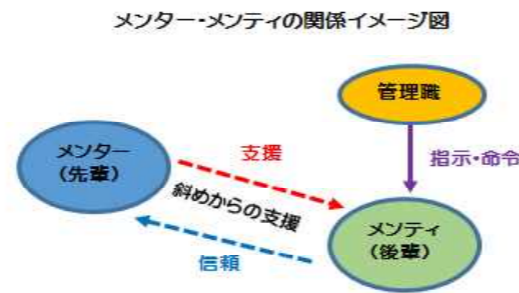 メンター・メンティの関係イメージ図
管理職
メンター
(先輩)
支援
指示・命令
斜めからの支援
メンティ
(後輩)
信頼